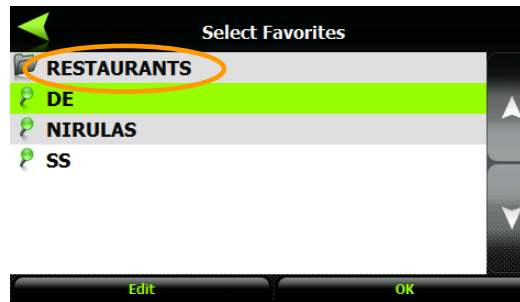 Select Favorites
RESTAURANTS
DE
NIRULAS
SS
Edit OK